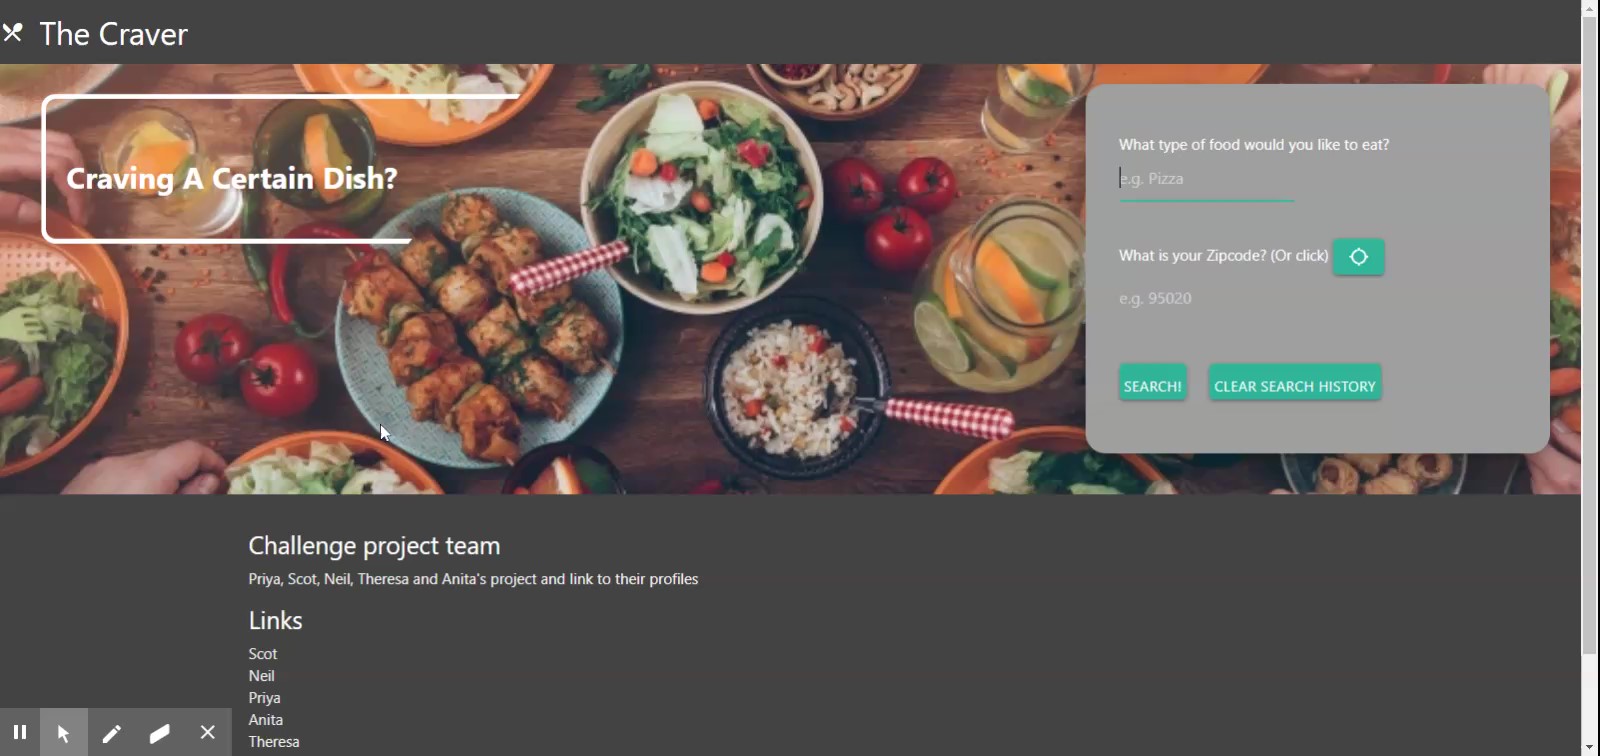 The Craver
Craving A Certain Dish?
What type of food would you like to eat?
e.g. Pizza
What is your Zipcode? (Or click)
e.g. 95020
SEARCH! CLEAR SEARCH HISTORY
Challenge project team
Priya, Scot, Neil, Theresa and Anita's project and link to their profiles
Links
Scot
Neil
Priya
Anita
Theresa